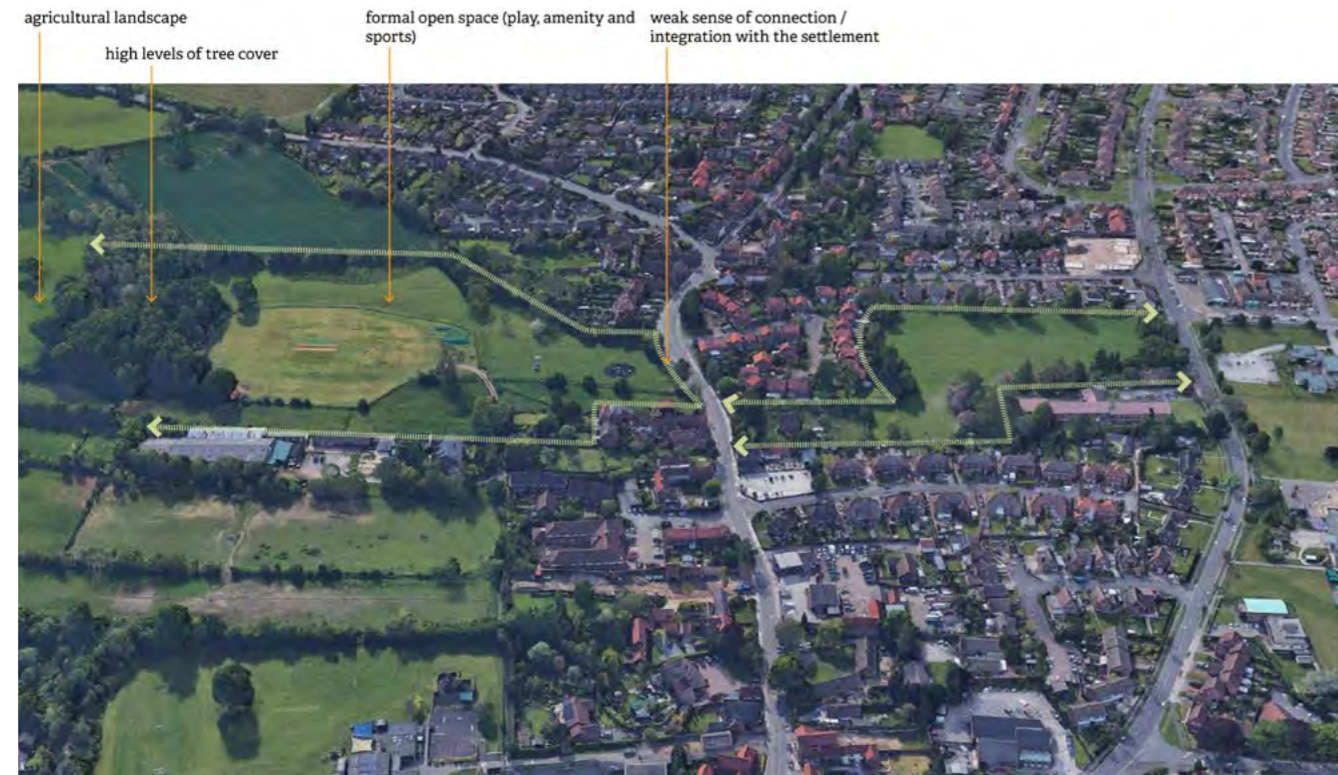 agricultural landscape
high levels of tree cover
formal open space (play, amenity and
sports)
weak sense of connection /
integration with the settlement